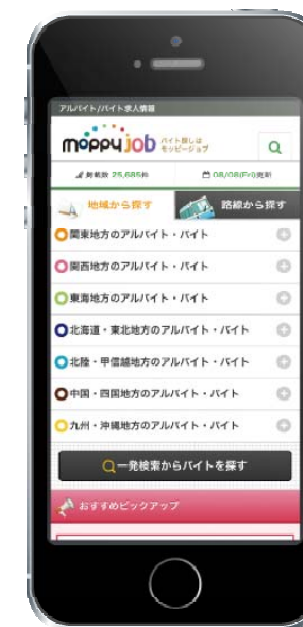 アルバイト/バイト求人情報
moppyjob バイト探しは
モッピージョブ
掲載数 25,685件 08/08(Fri)更新
地域から探す 路線から探す
関東地方のアルバイト・バイト
関西地方のアルバイト・バイト
東海地方のアルバイト・バイト
北海道・東北地方のアルバイト・バイト
北陸・甲信越地方のアルバイト・バイト
中国・四国地方のアルバイト・バイト
九州・沖縄地方のアルバイト・バイト
一発検索からバイトを探す
おすすめピックアップ